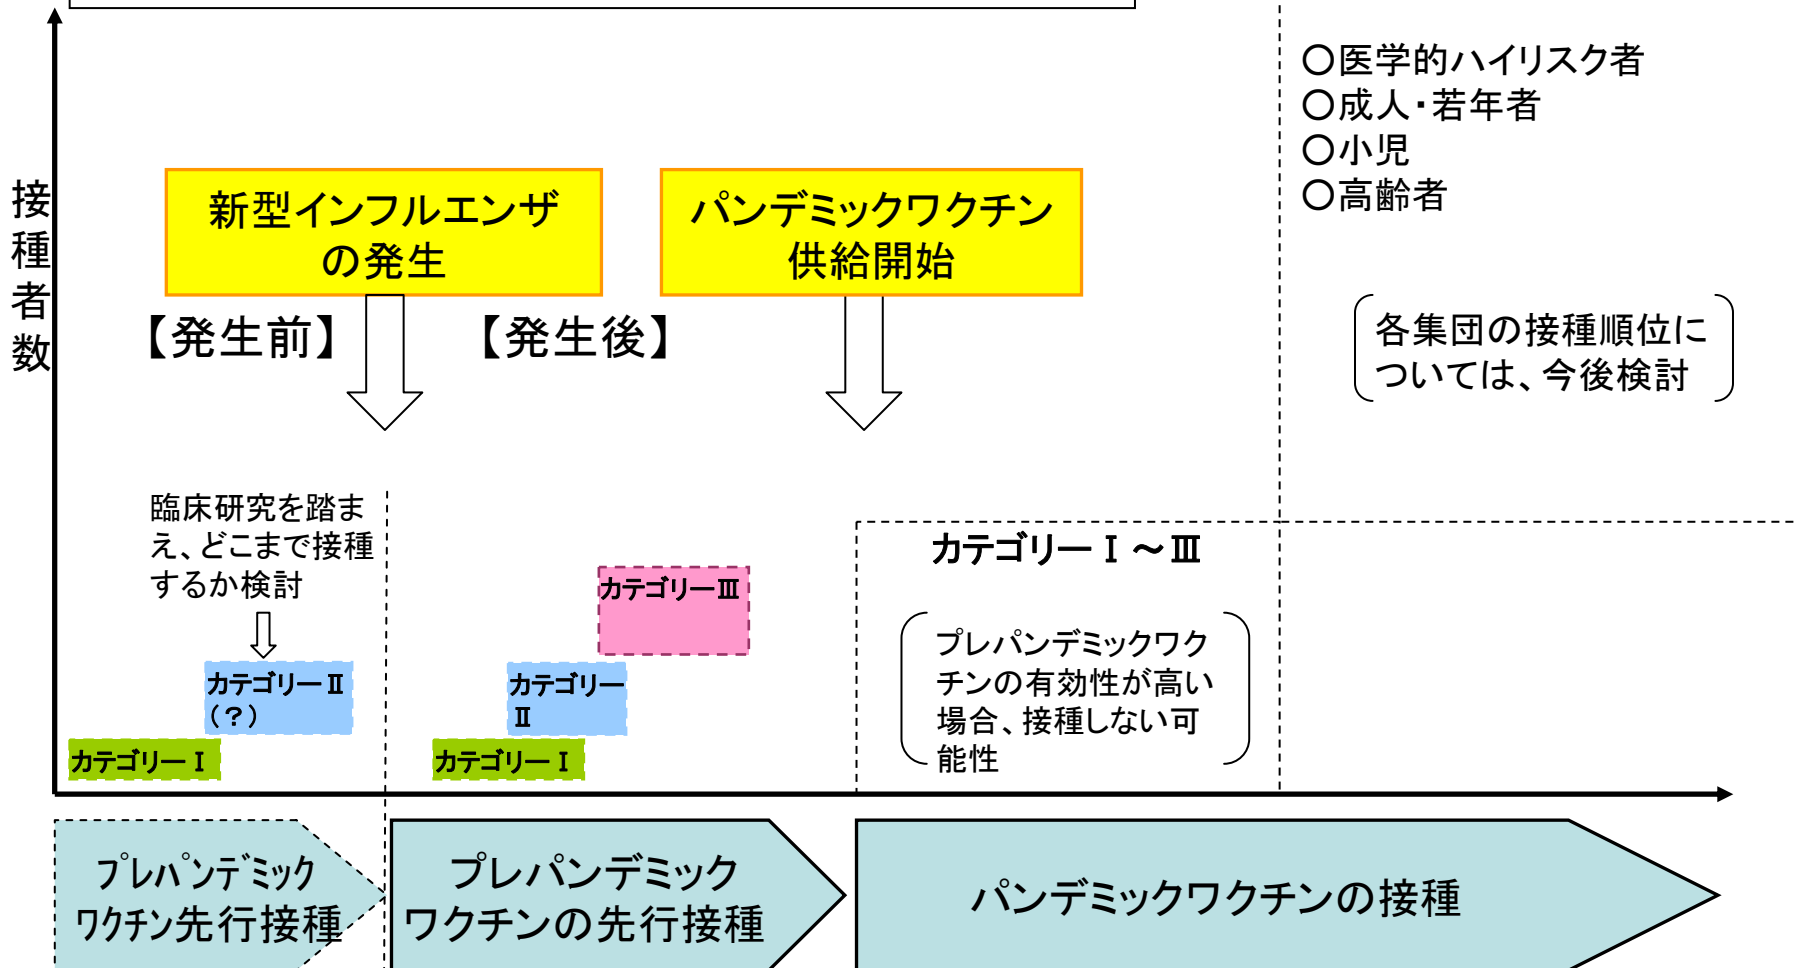 接種者数
新型インフルエンザ
の発生
パンデミックワクチン
供給開始
【発生前】
【発生後】
○医学的ハイリスク者
○成人・若年者
○小児
○高齢者
各集団の接種順位に
ついては、今後検討
臨床研究を踏ま
え、どこまで接種
するか検討
カテゴリーⅡ
(?)
カテゴリーⅠ
カテゴリーⅢ
カテゴリー
Ⅱ
カテゴリーⅠ
カテゴリーⅠ～Ⅲ
プレパンデミックワク
チンの有効性が高い
場合、接種しない可
能性
プレパンデミック
ワクチン先行接種
プレパンデミック
ワクチンの先行接種
パンデミックワクチンの接種